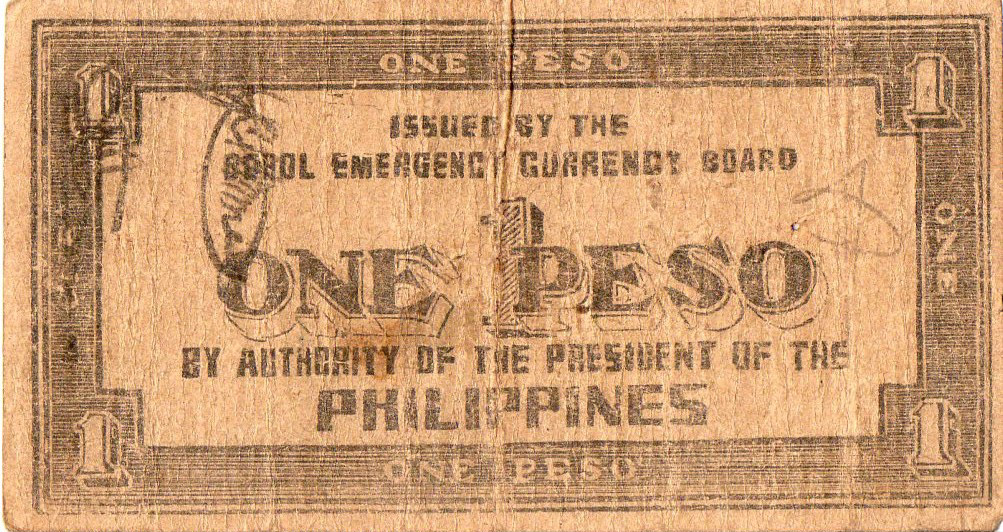 ONE PESO
1 1
ISSUED BY THE
BOHOL EMERGENCY CURRENCY BOARD
ONE 1 PESO
ONE
BY AUTHORITY OF THE PRESIDENT OF THE
PHILIPPINES
1 1
ONE PESO